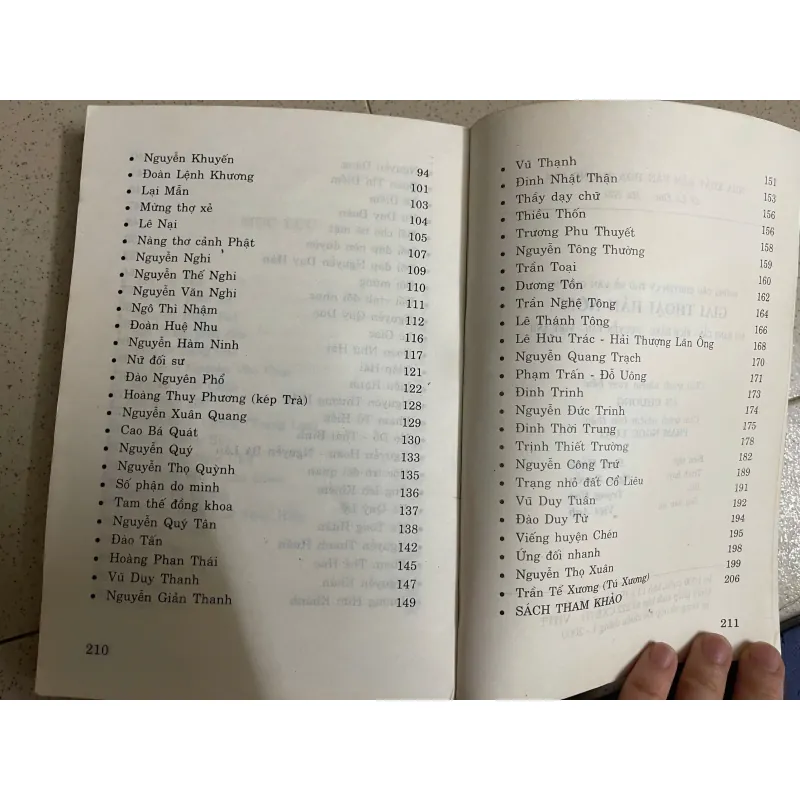 • Nguyễn Khuyến 94
• Đoàn Lệnh Khương 101
• Lại Mẫn 103
• Mừng thợ xẻ 104
• Lê Nại 105
• Nàng thơ cảnh Phật 107
• Nguyễn Nghi 109
• Nguyễn Thế Nghi 110
• Nguyễn Văn Nghi 111
• Ngô Thì Nhậm 112
• Đoàn Huệ Nhu 116
• Nguyễn Hàm Ninh 117
• Nữ đối sư 121
• Đào Nguyên Phổ 122
• Hoàng Thụy Phương (kép Trà) 128
• Nguyễn Xuân Quang 129
• Cao Bá Quát 130
• Nguyễn Quý 133
• Nguyễn Thọ Quỳnh 135
• Số phận do mình 136
• Tam thế đồng khoa 137
• Nguyễn Quý Tân 138
• Đào Tấn 142
• Hoàng Phan Thái 145
• Vũ Duy Thanh 147
• Nguyễn Giản Thanh 149
210
• Vũ Thạnh 151
• Đinh Nhật Thận 153
• Thầy dạy chữ 156
• Thiều Thốn 156
• Trương Phu Thuyết 158
• Nguyễn Tông Thường 159
• Trần Toại 160
• Dương Tồn 162
• Trần Nghệ Tông 164
• Lê Thánh Tông 166
• Lê Hữu Trác - Hải Thượng Lãn Ông 168
• Nguyễn Quang Trạch 170
• Phạm Trấn - Đỗ Uông 171
• Đinh Trinh 173
• Nguyễn Đức Trinh 174
• Đinh Thời Trung 175
• Trịnh Thiết Trường 178
• Nguyễn Công Trứ 182
• Trạng nhỏ đất Cổ Liêu 189
• Vũ Duy Tuấn 191
• Đào Duy Từ 192
• Viếng huyện Chén 194
• Ứng đối nhanh 195
• Nguyễn Thọ Xuân 198
• Trần Tế Xương (Tú Xương) 199
• SÁCH THAM KHẢO 206
211